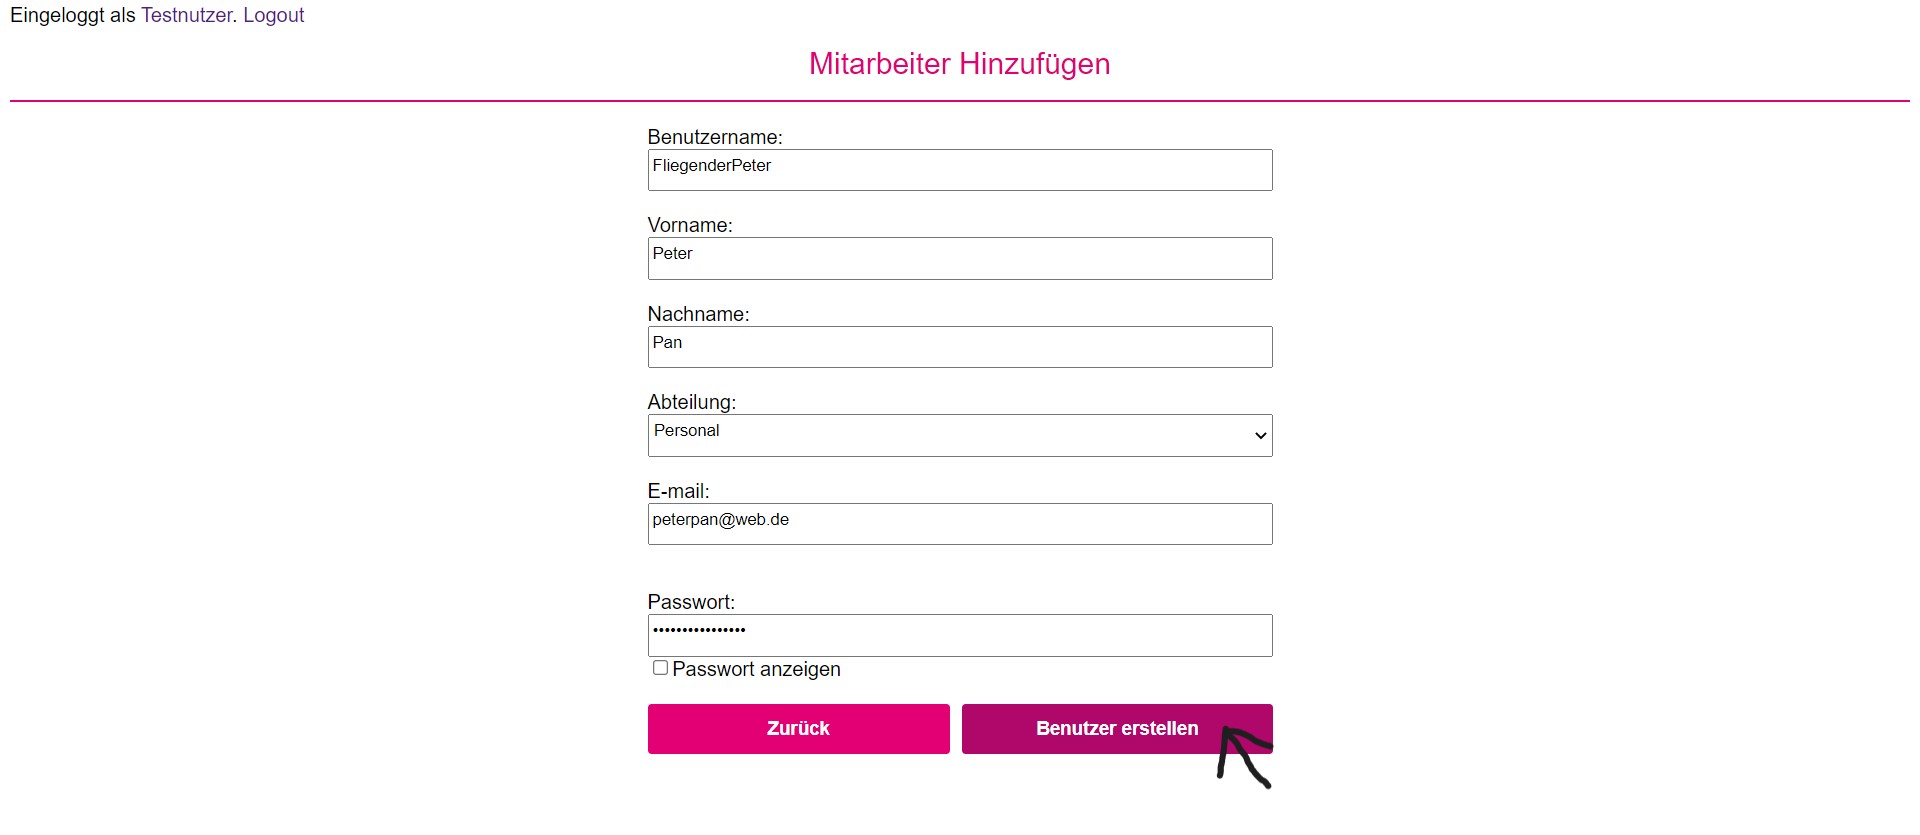 Eingeloggt als Testnutzer. Logout
Mitarbeiter Hinzufügen
Benutzername:
FliegenderPeter
Vorname:
Peter
Nachname:
Pan
Abteilung:
Personal
E-mail:
peterpan@web.de
Passwort:
••••••••••••••••
Passwort anzeigen
Zurück
Benutzer erstellen